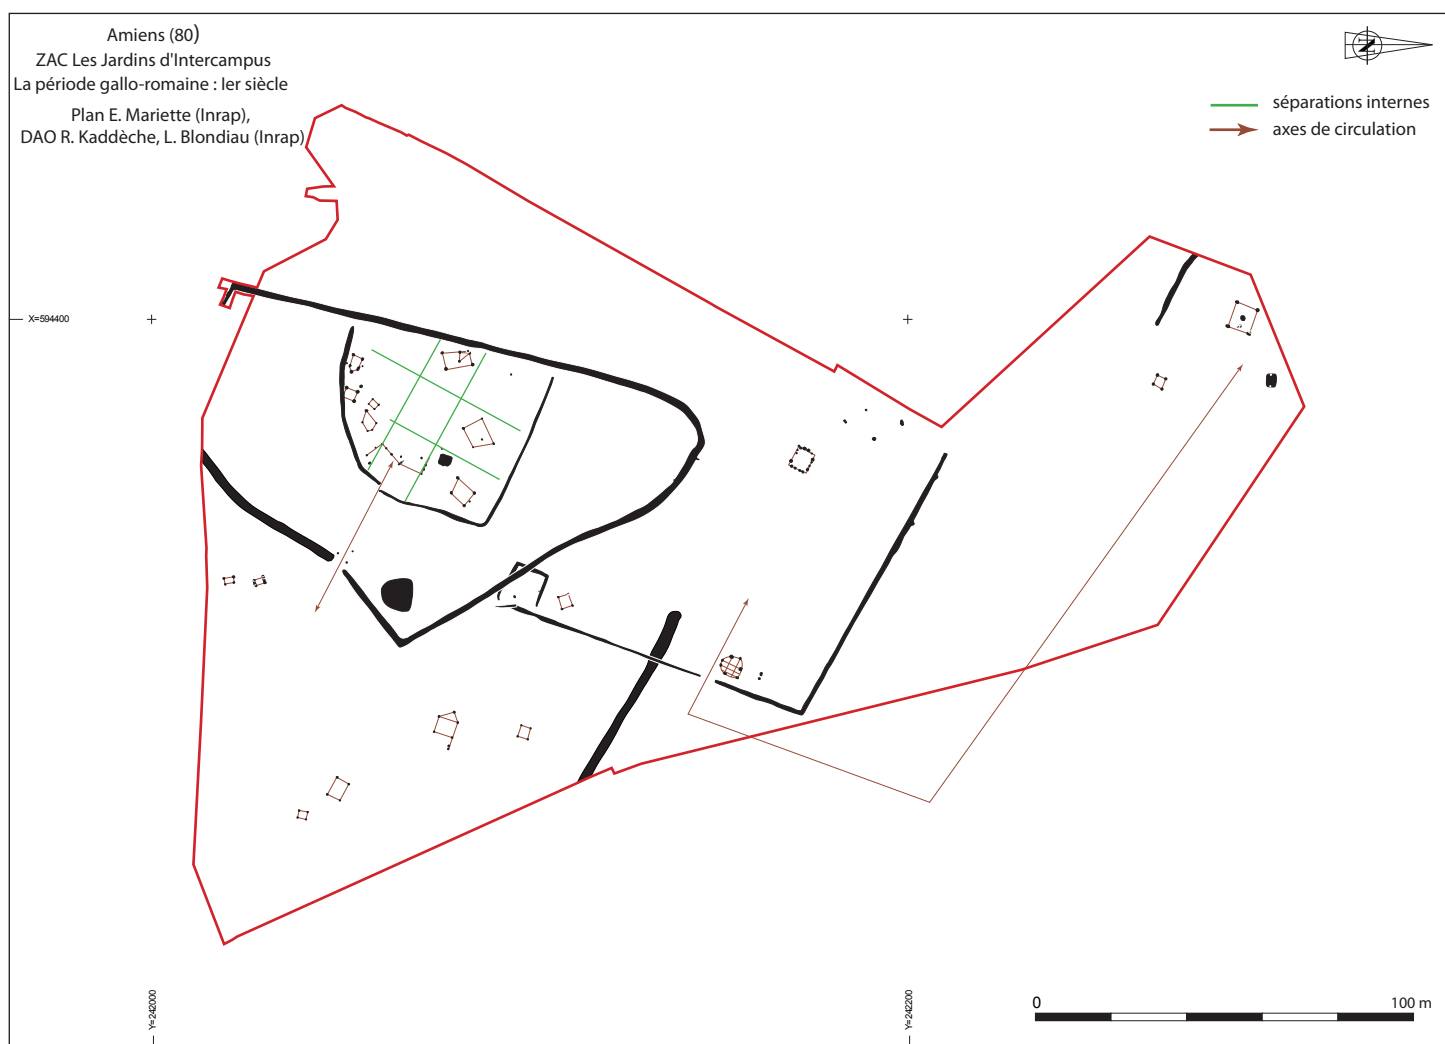 Amiens (80)
ZAC Les Jardins d'Intercampus
La période gallo-romaine : Ier siècle
Plan E. Mariette (Inrap),
DAO R. Kaddèche, L. Blondiau (Inrap)
N
séparations internes
axes de circulation
X=594400
Y=242000
Y=242200
0
100 m